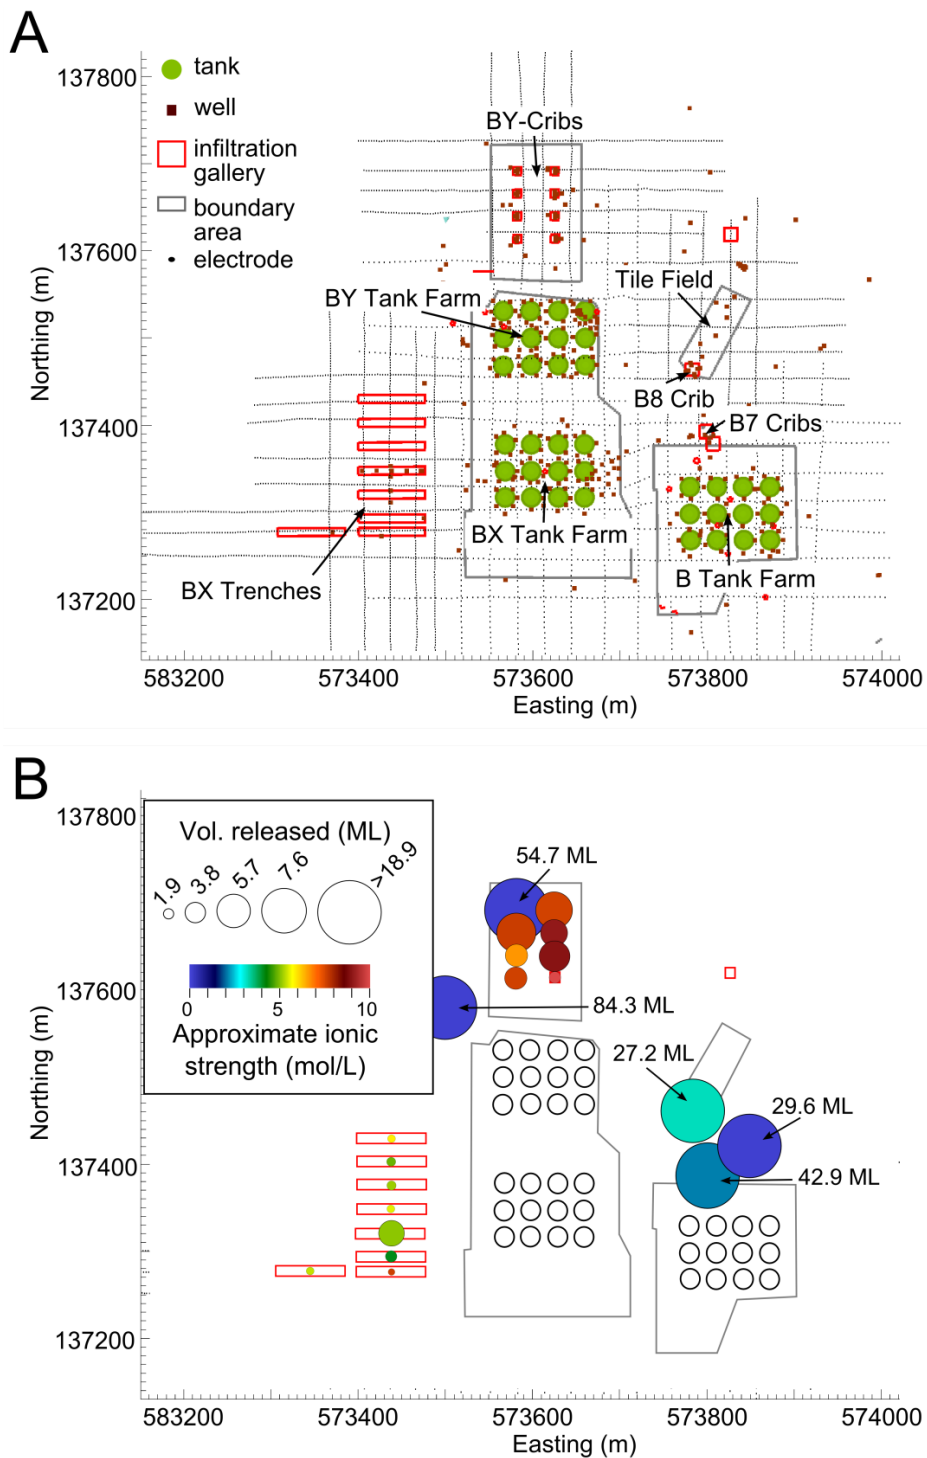 A
137800
137600
137400
137200
Northing (m)
tank
well
infiltration
gallery
boundary
area
electrode
BY-Cribs
BY Tank Farm
Tile Field
B8 Crib
B7 Cribs
BX Tank Farm
B Tank Farm
BX Trenches
583200
573400
573600
573800
574000
Easting (m)
B
137800
137600
137400
137200
Northing (m)
Vol. released (ML)
1.9
3.8
5.7
7.6
>18.9
0
5
10
Approximate ionic
strength (mol/L)
54.7 ML
84.3 ML
27.2 ML
29.6 ML
42.9 ML
583200
573400
573600
573800
574000
Easting (m)